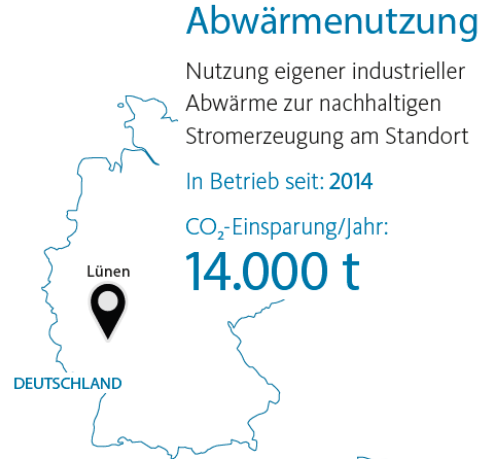 Abwärmenutzung
Nutzung eigener industrieller
Abwärme zur nachhaltigen
Stromerzeugung am Standort
In Betrieb seit: 2014
CO₂-Einsparung/Jahr:
14.000 t
Lünen
DEUTSCHLAND